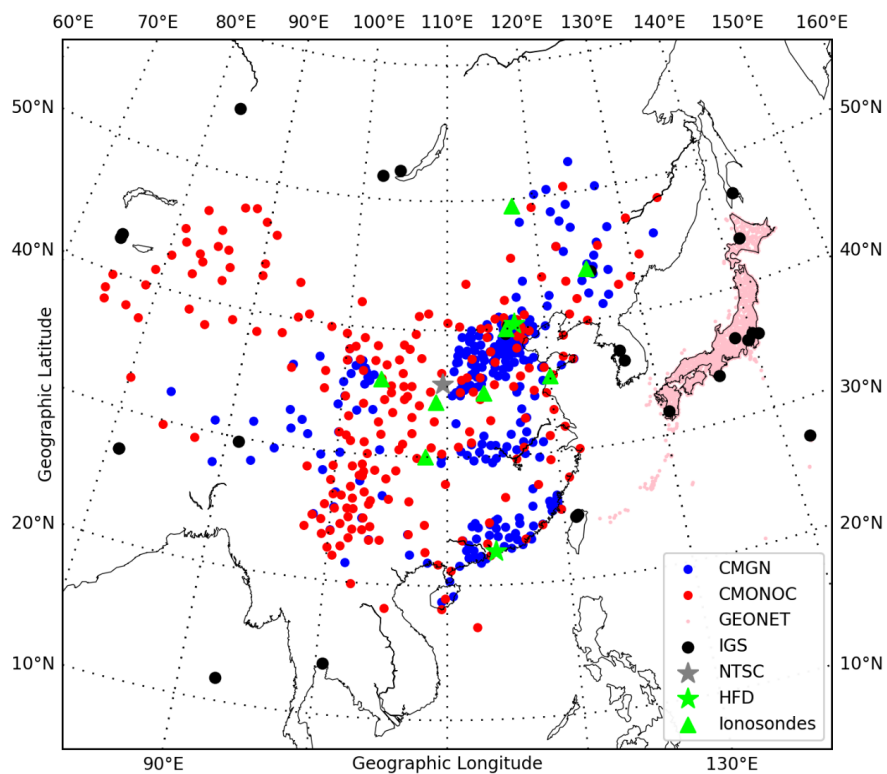 60°E 70°E 80°E 90°E 100°E 110°E 120°E 130°E 140°E 150°E 160°E
50°N 50°N
40°N 40°N
30°N 30°N
20°N 20°N
10°N 10°N
Geographic Latitude
CMGN
CMONOC
GEONET
IGS
NTSC
HFD
Ionosondes
90°E Geographic Longitude 130°E